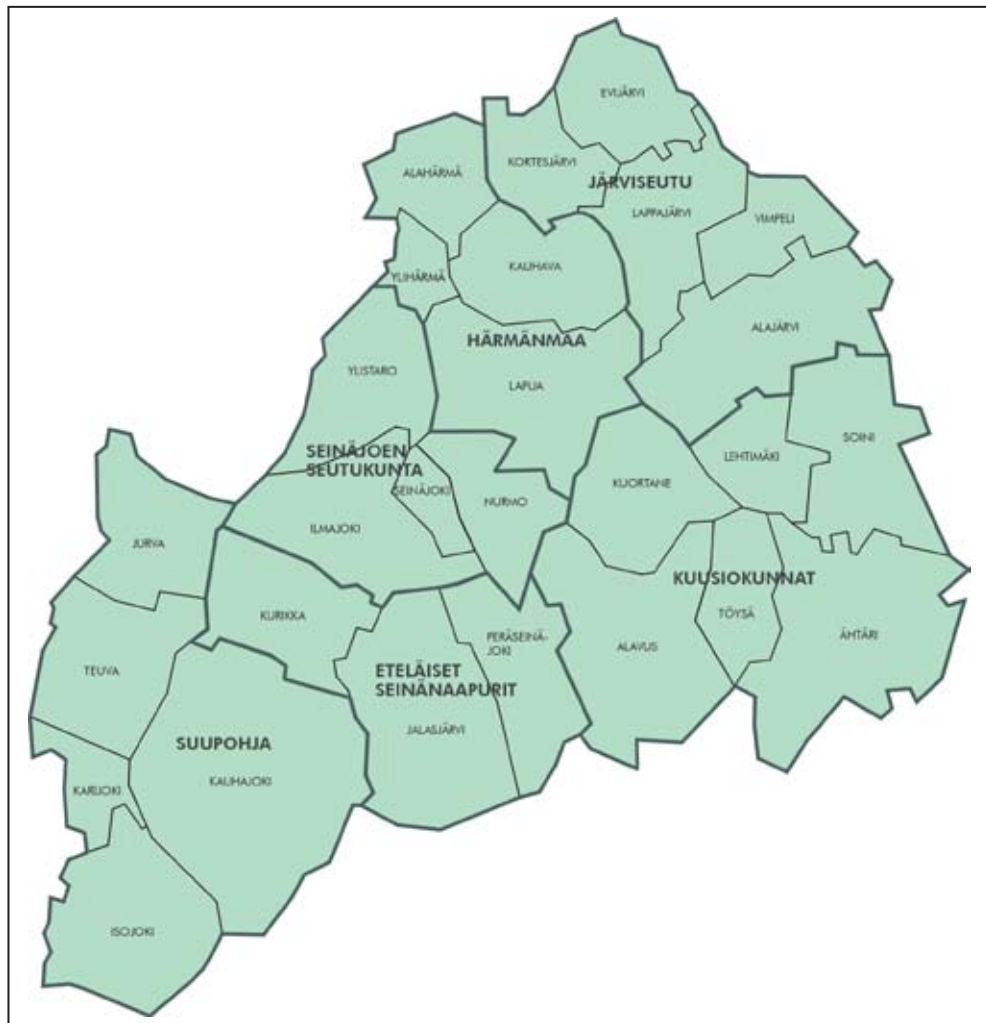 EVIJÄRVI
KORTESJÄRVI
ALAHÄRMÄ
JÄRVISEUTU
LAPPAJÄRVI
VIMPELI
KAUHAVA
YLIHÄRMÄ
ALAJÄRVI
HÄRMÄNMAA
YLISTARO
LAPUA
SOINI
SEINÄJOEN
SEUTUKUNTA
LEHTIMÄKI
SEINÄJOKI
KUORTANE
NURMO
ILMAJOKI
JURVA
KUUSIOKUNNAT
KURIKKA
TÖYSÄ
PERÄSEINÄ-
JOKI
ÄHTÄRI
ALAVUS
TEUVA
ETELÄISET
SEINÄNAAPURIT
JALASJÄRVI
SUUPOHJA
KAUHAJOKI
KARIJOKI
ISOJOKI